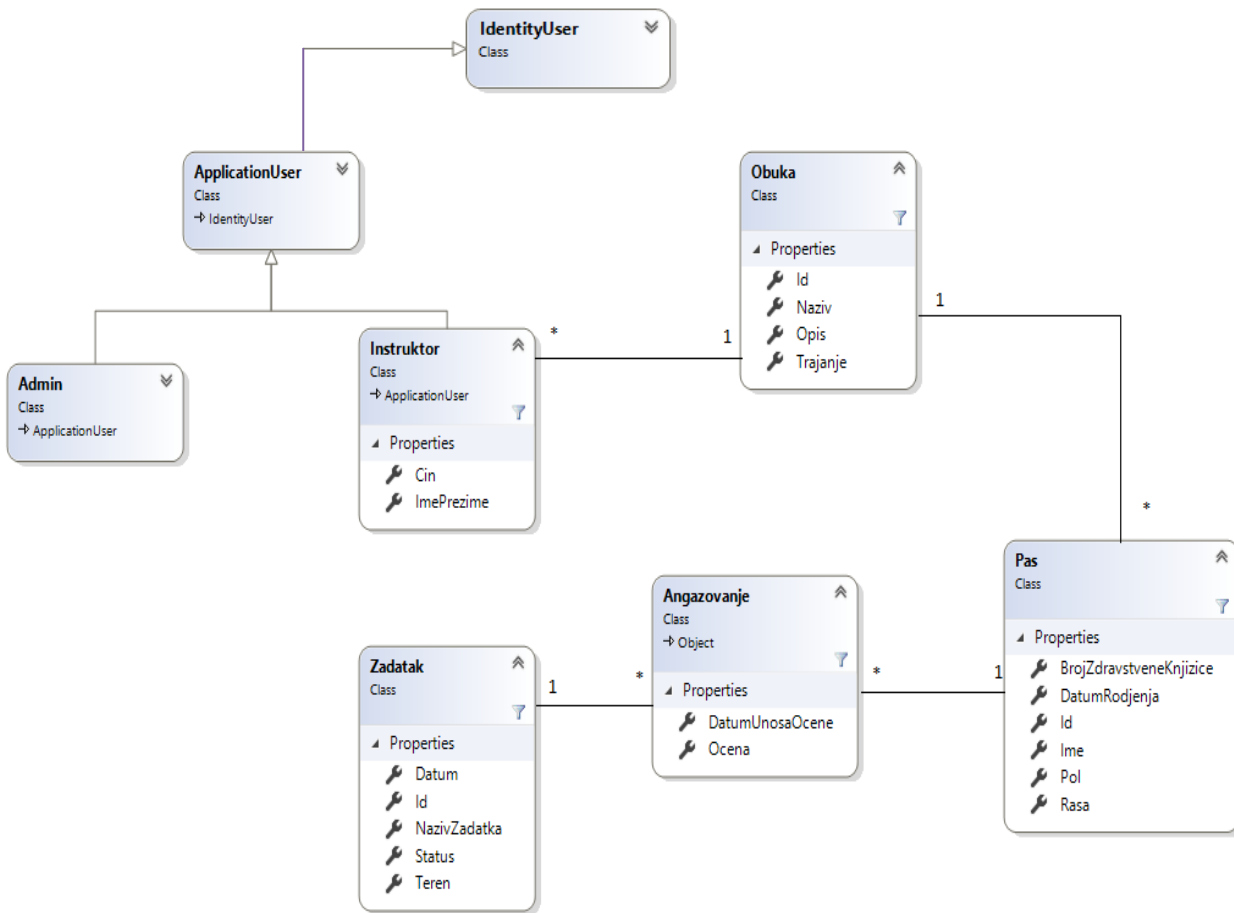 IdentityUser
Class
ApplicationUser
Class
IdentityUser
Obuka
Class
Properties
Id
Naziv
Opis
Trajanje
1
*
1
Instruktor
Class
ApplicationUser
Properties
Cin
ImePrezime
Admin
Class
ApplicationUser
*
Pas
Class
Properties
BrojZdravstveneKnjizice
DatumRodjenja
Id
Ime
Pol
Rasa
Angazovanje
Class
Object
Properties
DatumUnosaOcene
Ocena
*
1
Zadatak
Class
Properties
Datum
Id
NazivZadatka
Status
Teren
1
*